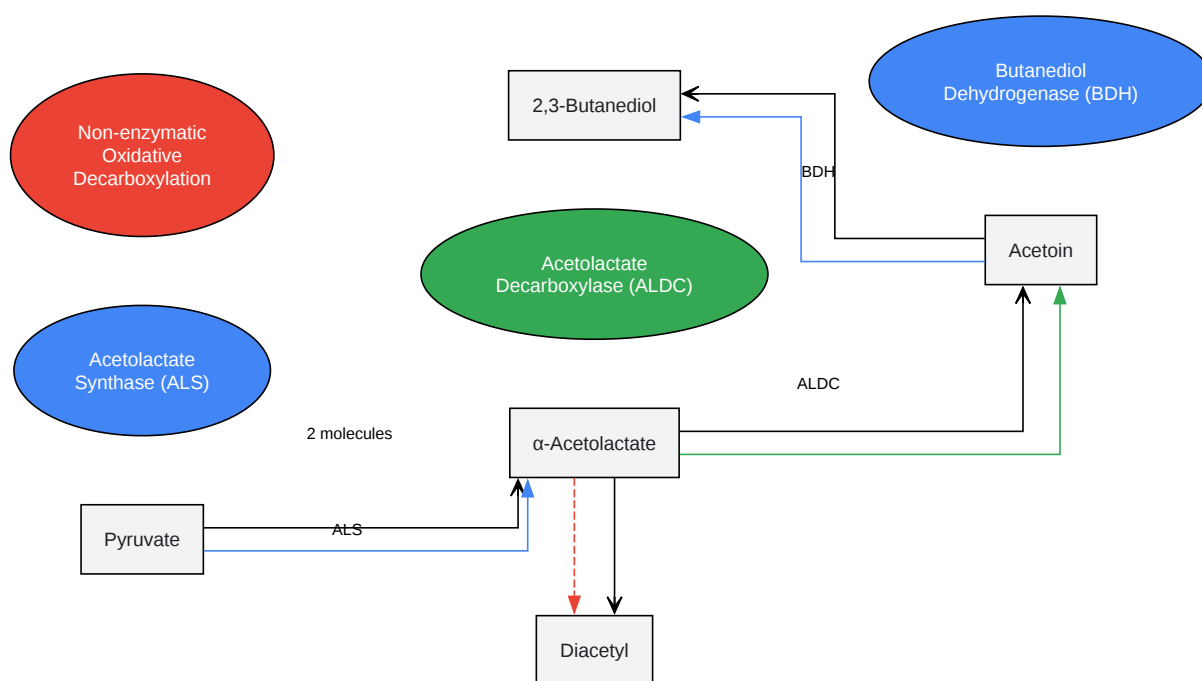 Butanediol
Dehydrogenase (BDH)
2,3-Butanediol
Non-enzymatic
Oxidative
Decarboxylation
BDH
Acetoin
Acetolactate
Decarboxylase (ALDC)
Acetolactate
Synthase (ALS)
ALDC
2 molecules
α-Acetolactate
ALS
Pyruvate
Diacetyl